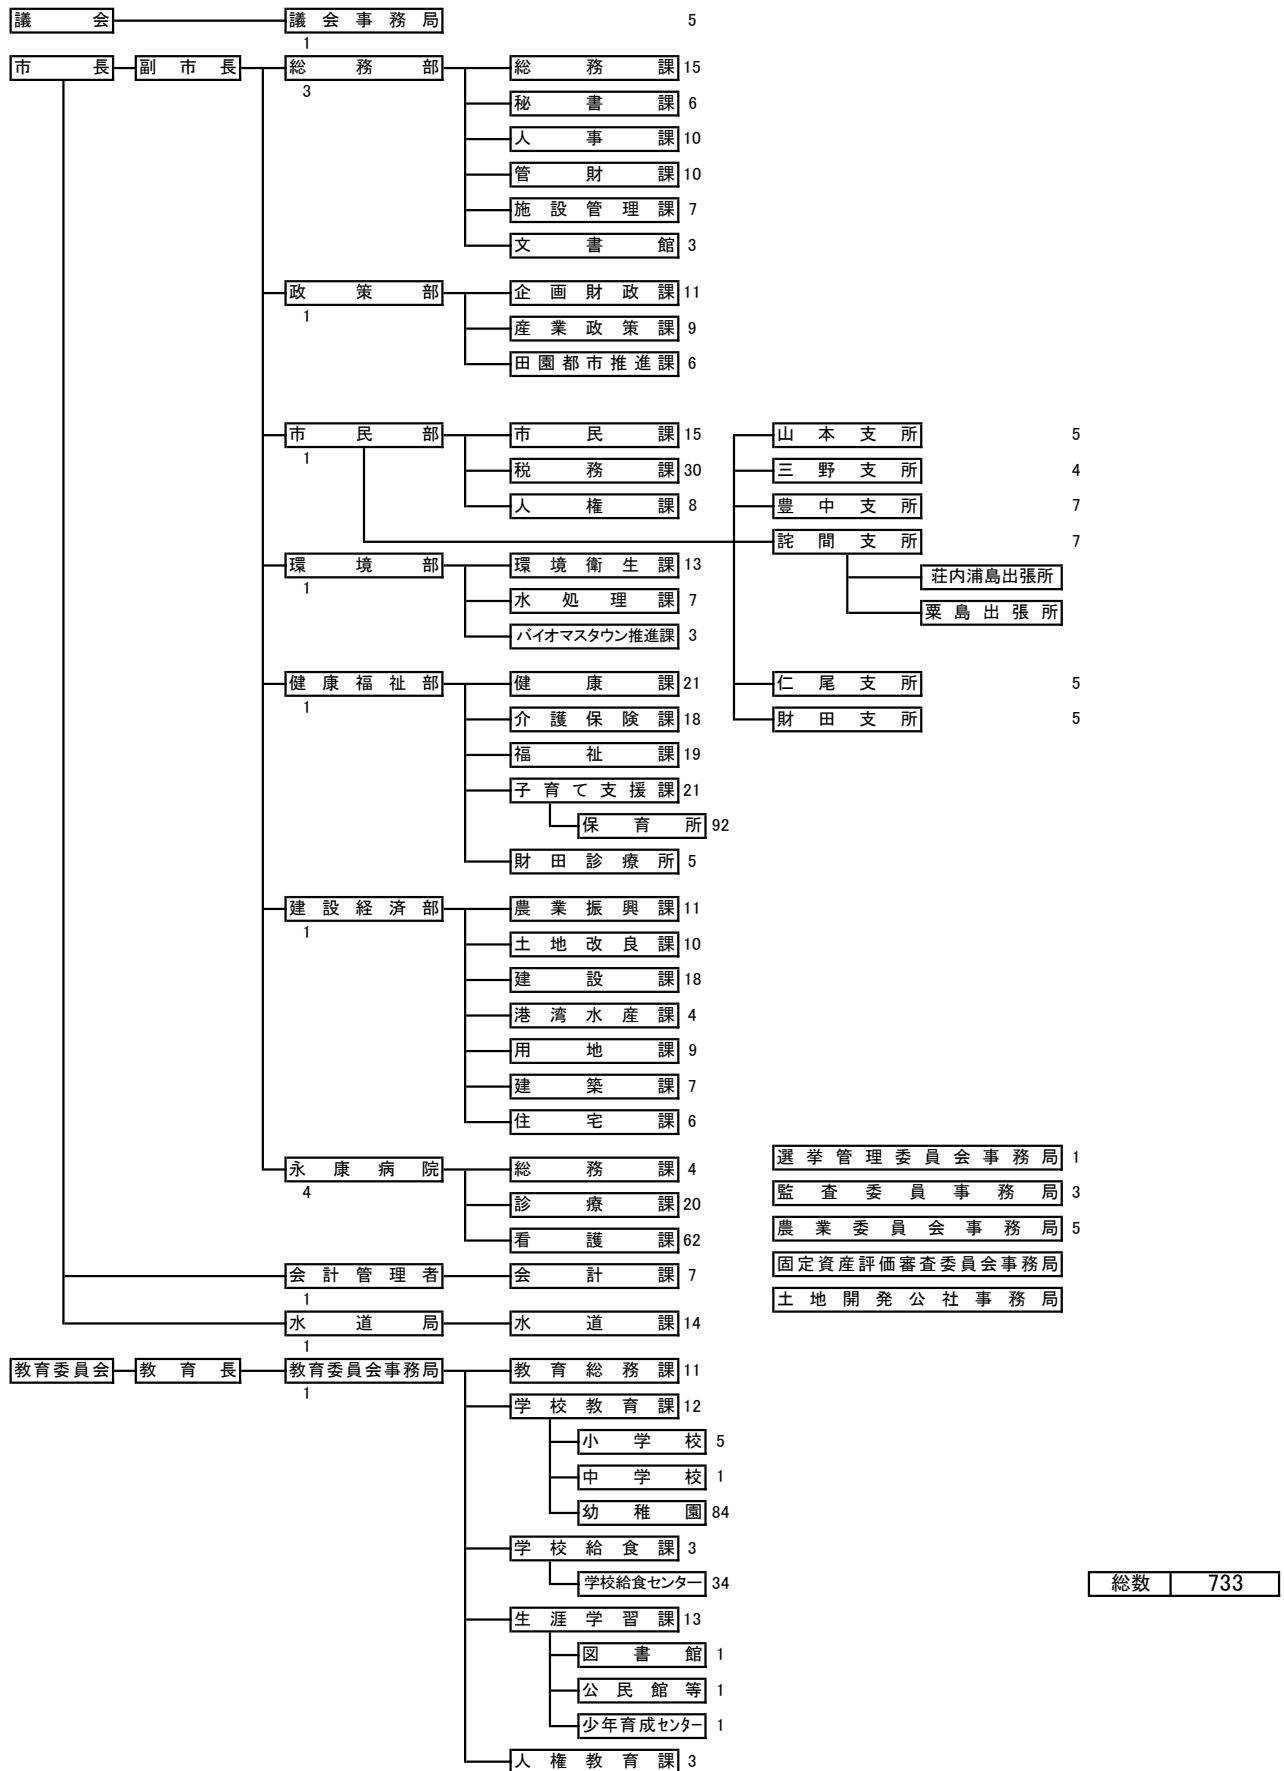 議会 議会事務局 5
1
市長 副市長 総務部 総務課 15
3
秘書課 6
人事課 10
管財課 10
施設管理課 7
文書館 3
政策部 企画財政課 11
1
産業政策課 9
田園都市推進課 6
市民部 市民課 15 山本支所 5
1
税務課 30 三野支所 4
人権課 8 豊中支所 7
詫間支所 7
環境部 環境衛生課 13 荘内浦島出張所
1
水処理課 7 粟島出張所
バイオマスタウン推進課 3
健康福祉部 健康課 21 仁尾支所 5
1
介護保険課 18 財田支所 5
福祉課 19
子育て支援課 21
保育所 92
財田診療所 5
建設経済部 農業振興課 11
1
土地改良課 10
建設課 18
港湾水産課 4
用地課 9
建築課 7
住宅課 6
永康病院 総務課 4 選挙管理委員会事務局 1
4
診療課 20 監査委員事務局 3
看護課 62 農業委員会事務局 5
会計管理者 会計課 7 固定資産評価審査委員会事務局
1
水道局 水道課 14 土地開発公社事務局
1
教育委員会 教育長 教育委員会事務局 教育総務課 11
1
学校教育課 12
小学校 5
中学校 1
幼稚園 84
学校給食課 3
学校給食センター 34 総数 733
生涯学習課 13
図書館 1
公民館等 1
少年育成センター 1
人権教育課 3